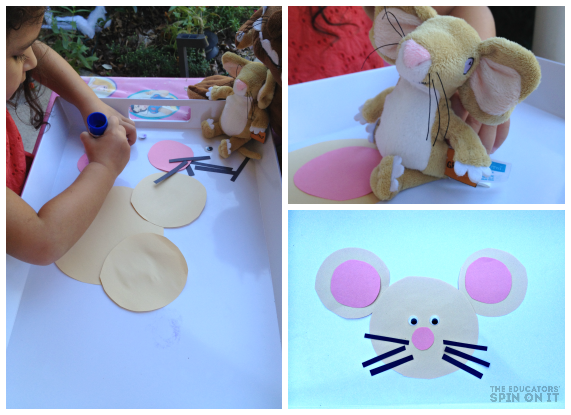 THE EDUCATORS'
SPIN ON IT